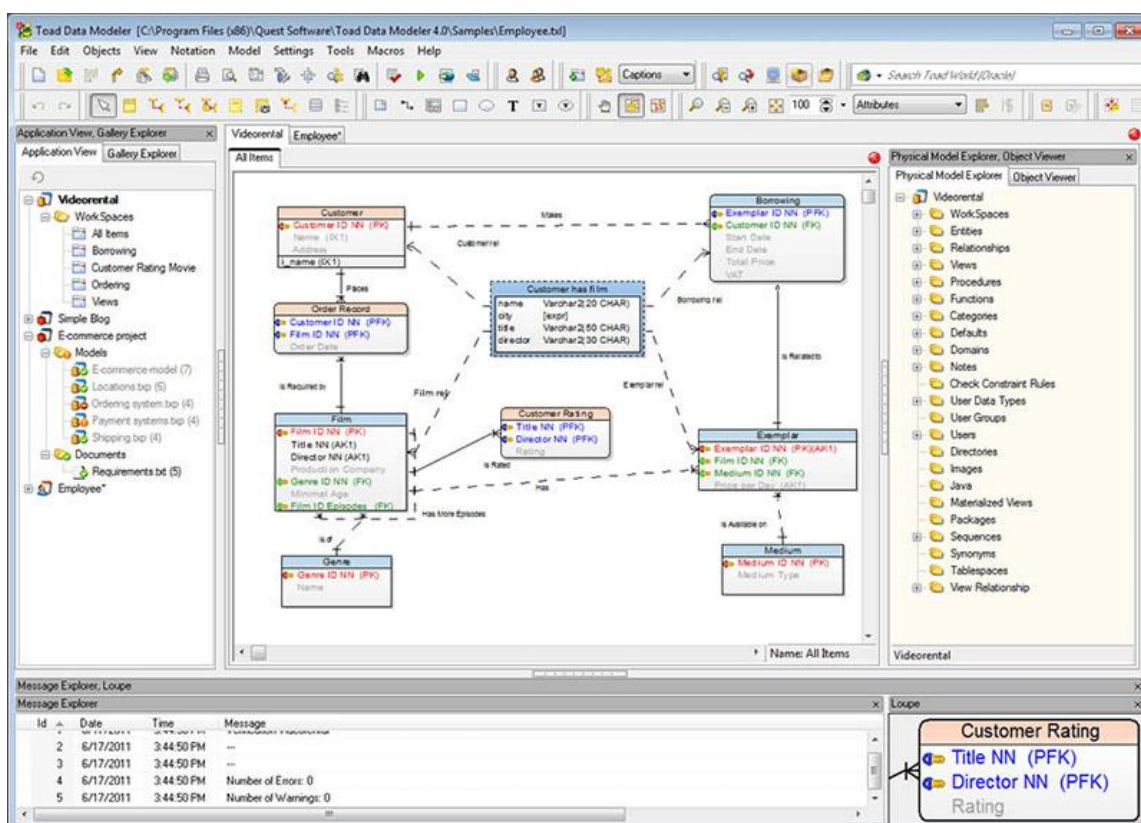 Toad Data Modeler [C:\Program Files (x86)\Quest Software\Toad Data Modeler 4.0\Samples\Employee.txl]
File Edit Objects View Notation Model Settings Tools Macros Help
Captions
Search Toad World (Oracle)
T
100
Attributes
Application View, Gallery Explorer
Application View Gallery Explorer
Videorental
WorkSpaces
All Items
Borrowing
Customer Rating Movie
Ordering
Views
Simple Blog
E-commerce project
Models
E-commerce-model (7)
Locations.txp (6)
Ordering system.txp (4)
Payment systems.txp (4)
Shipping.txp (4)
Documents
Requirements.txt (5)
Employee*
Videorental Employee*
All Items
Customer
Customer ID NN (PK)
Name (IX1)
Address
i_name (IX1)
Makes
Borrowing
Exemplar ID NN (PFK)
Customer ID NN (FK)
Start Date
End Date
Total Price
VAT
Customer rel
Places
Order Record
Customer ID NN (PFK)
Film ID NN (PFK)
Order Date
Customer has film
name Varchar2(20 CHAR)
city [expr]
title Varchar2(50 CHAR)
director Varchar2(30 CHAR)
Borrowing rel
Is Required by
Film rel
Exemplar rel
Is Related to
Film
Film ID NN (PK)
Title NN (AK1)
Director NN (AK1)
Production Company
Genre ID NN (FK)
Minimal Age
Film ID Episodes (FK)
Customer Rating
Title NN (PFK)
Director NN (PFK)
Rating
Is Rated
Has
Has More Episodes
Exemplar
Exemplar ID NN (PK)(AK1)
Film ID NN (FK)
Medium ID NN (FK)
Price per Day (AK1)
Is of
Genre
Genre ID NN (PK)
Name
Is Available on
Medium
Medium ID NN (PK)
Medium Type
Name: All Items
Physical Model Explorer, Object Viewer
Physical Model Explorer Object Viewer
Videorental
WorkSpaces
Entities
Relationships
Views
Procedures
Functions
Categories
Defaults
Domains
Notes
Check Constraint Rules
User Data Types
User Groups
Users
Directories
Images
Java
Materialized Views
Packages
Sequences
Synonyms
Tablespaces
View Relationship
Videorental
Message Explorer, Loupe
Message Explorer
Id Date Time Message
2 6/17/2011 3:44:50 PM ---
3 6/17/2011 3:44:50 PM ---
4 6/17/2011 3:44:50 PM Number of Errors: 0
5 6/17/2011 3:44:50 PM Number of Warnings: 0
Loupe
Customer Rating
Title NN (PFK)
Director NN (PFK)
Rating